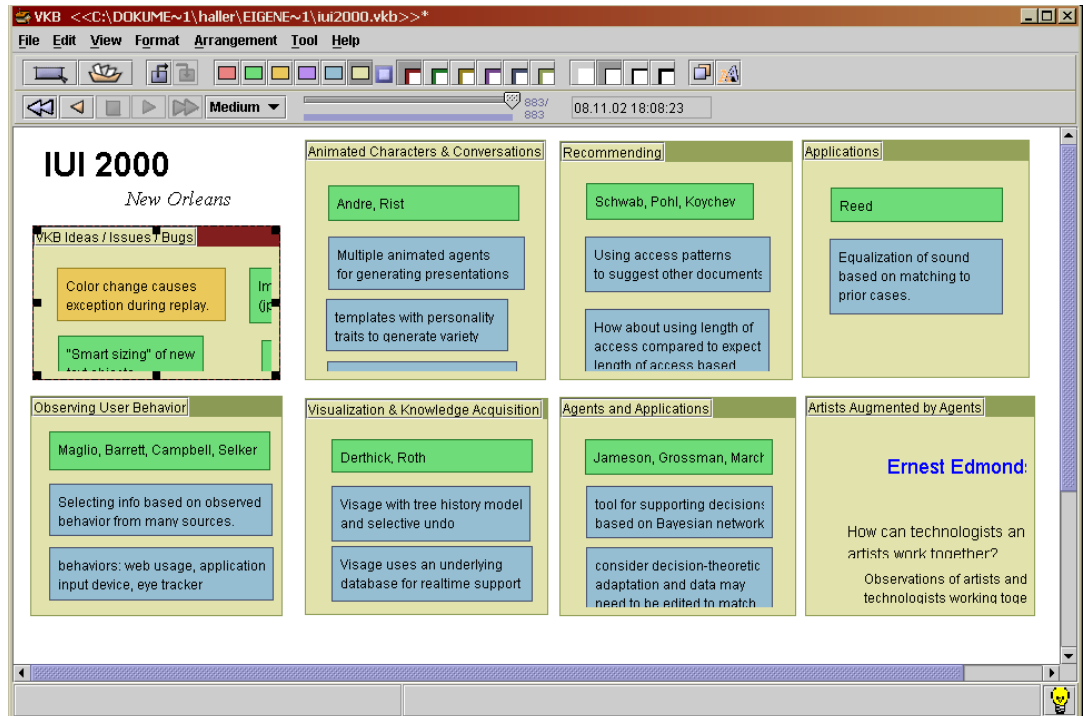 VKB <<C:\DOKUME~1\haller\EIGENE~1\iui2000.vkb>>*
File Edit View Format Arrangement Tool Help
Medium
883/
883
08.11.02 18:08:23
IUI 2000
New Orleans
VKB Ideas / Issues / Bugs
Color change causes
exception during replay.
Im
(jp
"Smart sizing" of new
text objects
Animated Characters & Conversations
Andre, Rist
Multiple animated agents
for generating presentations
templates with personality
traits to generate variety
Recommending
Schwab, Pohl, Koychev
Using access patterns
to suggest other documents
How about using length of
access compared to expect
length of access based
Applications
Reed
Equalization of sound
based on matching to
prior cases.
Observing User Behavior
Maglio, Barrett, Campbell, Selker
Selecting info based on observed
behavior from many sources.
behaviors: web usage, application
input device, eye tracker
Visualization & Knowledge Acquisition
Derthick, Roth
Visage with tree history model
and selective undo
Visage uses an underlying
database for realtime support
Agents and Applications
Jameson, Grossman, March
tool for supporting decisions
based on Bayesian network
consider decision-theoretic
adaptation and data may
need to be edited to match
Artists Augmented by Agents
Ernest Edmonds
How can technologists an
artists work together?
Observations of artists and
technologists working toge